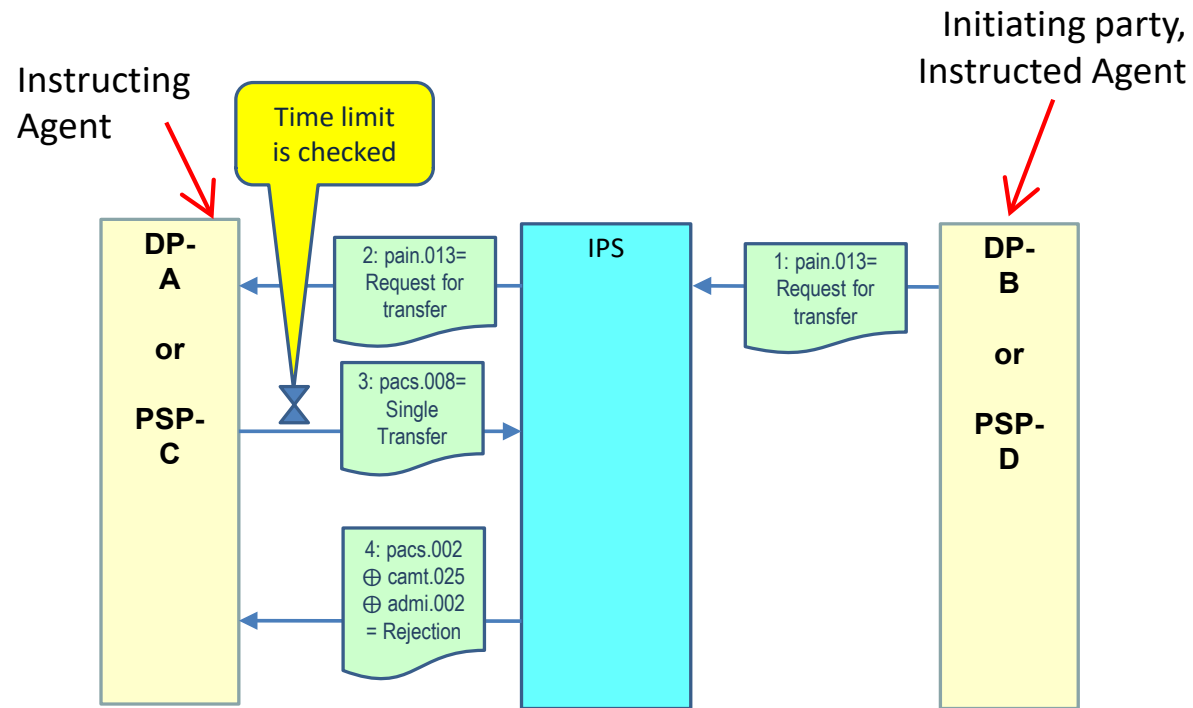 Initiating party,
Instructed Agent
Instructing
Agent
Time limit
is checked
DP-
A
or
PSP-
C
2: pain.013=
Request for
transfer
IPS
1: pain.013=
Request for
transfer
DP-
B
or
PSP-
D
3: pacs.008=
Single
Transfer
4: pacs.002
⊕ camt.025
⊕ admi.002
= Rejection